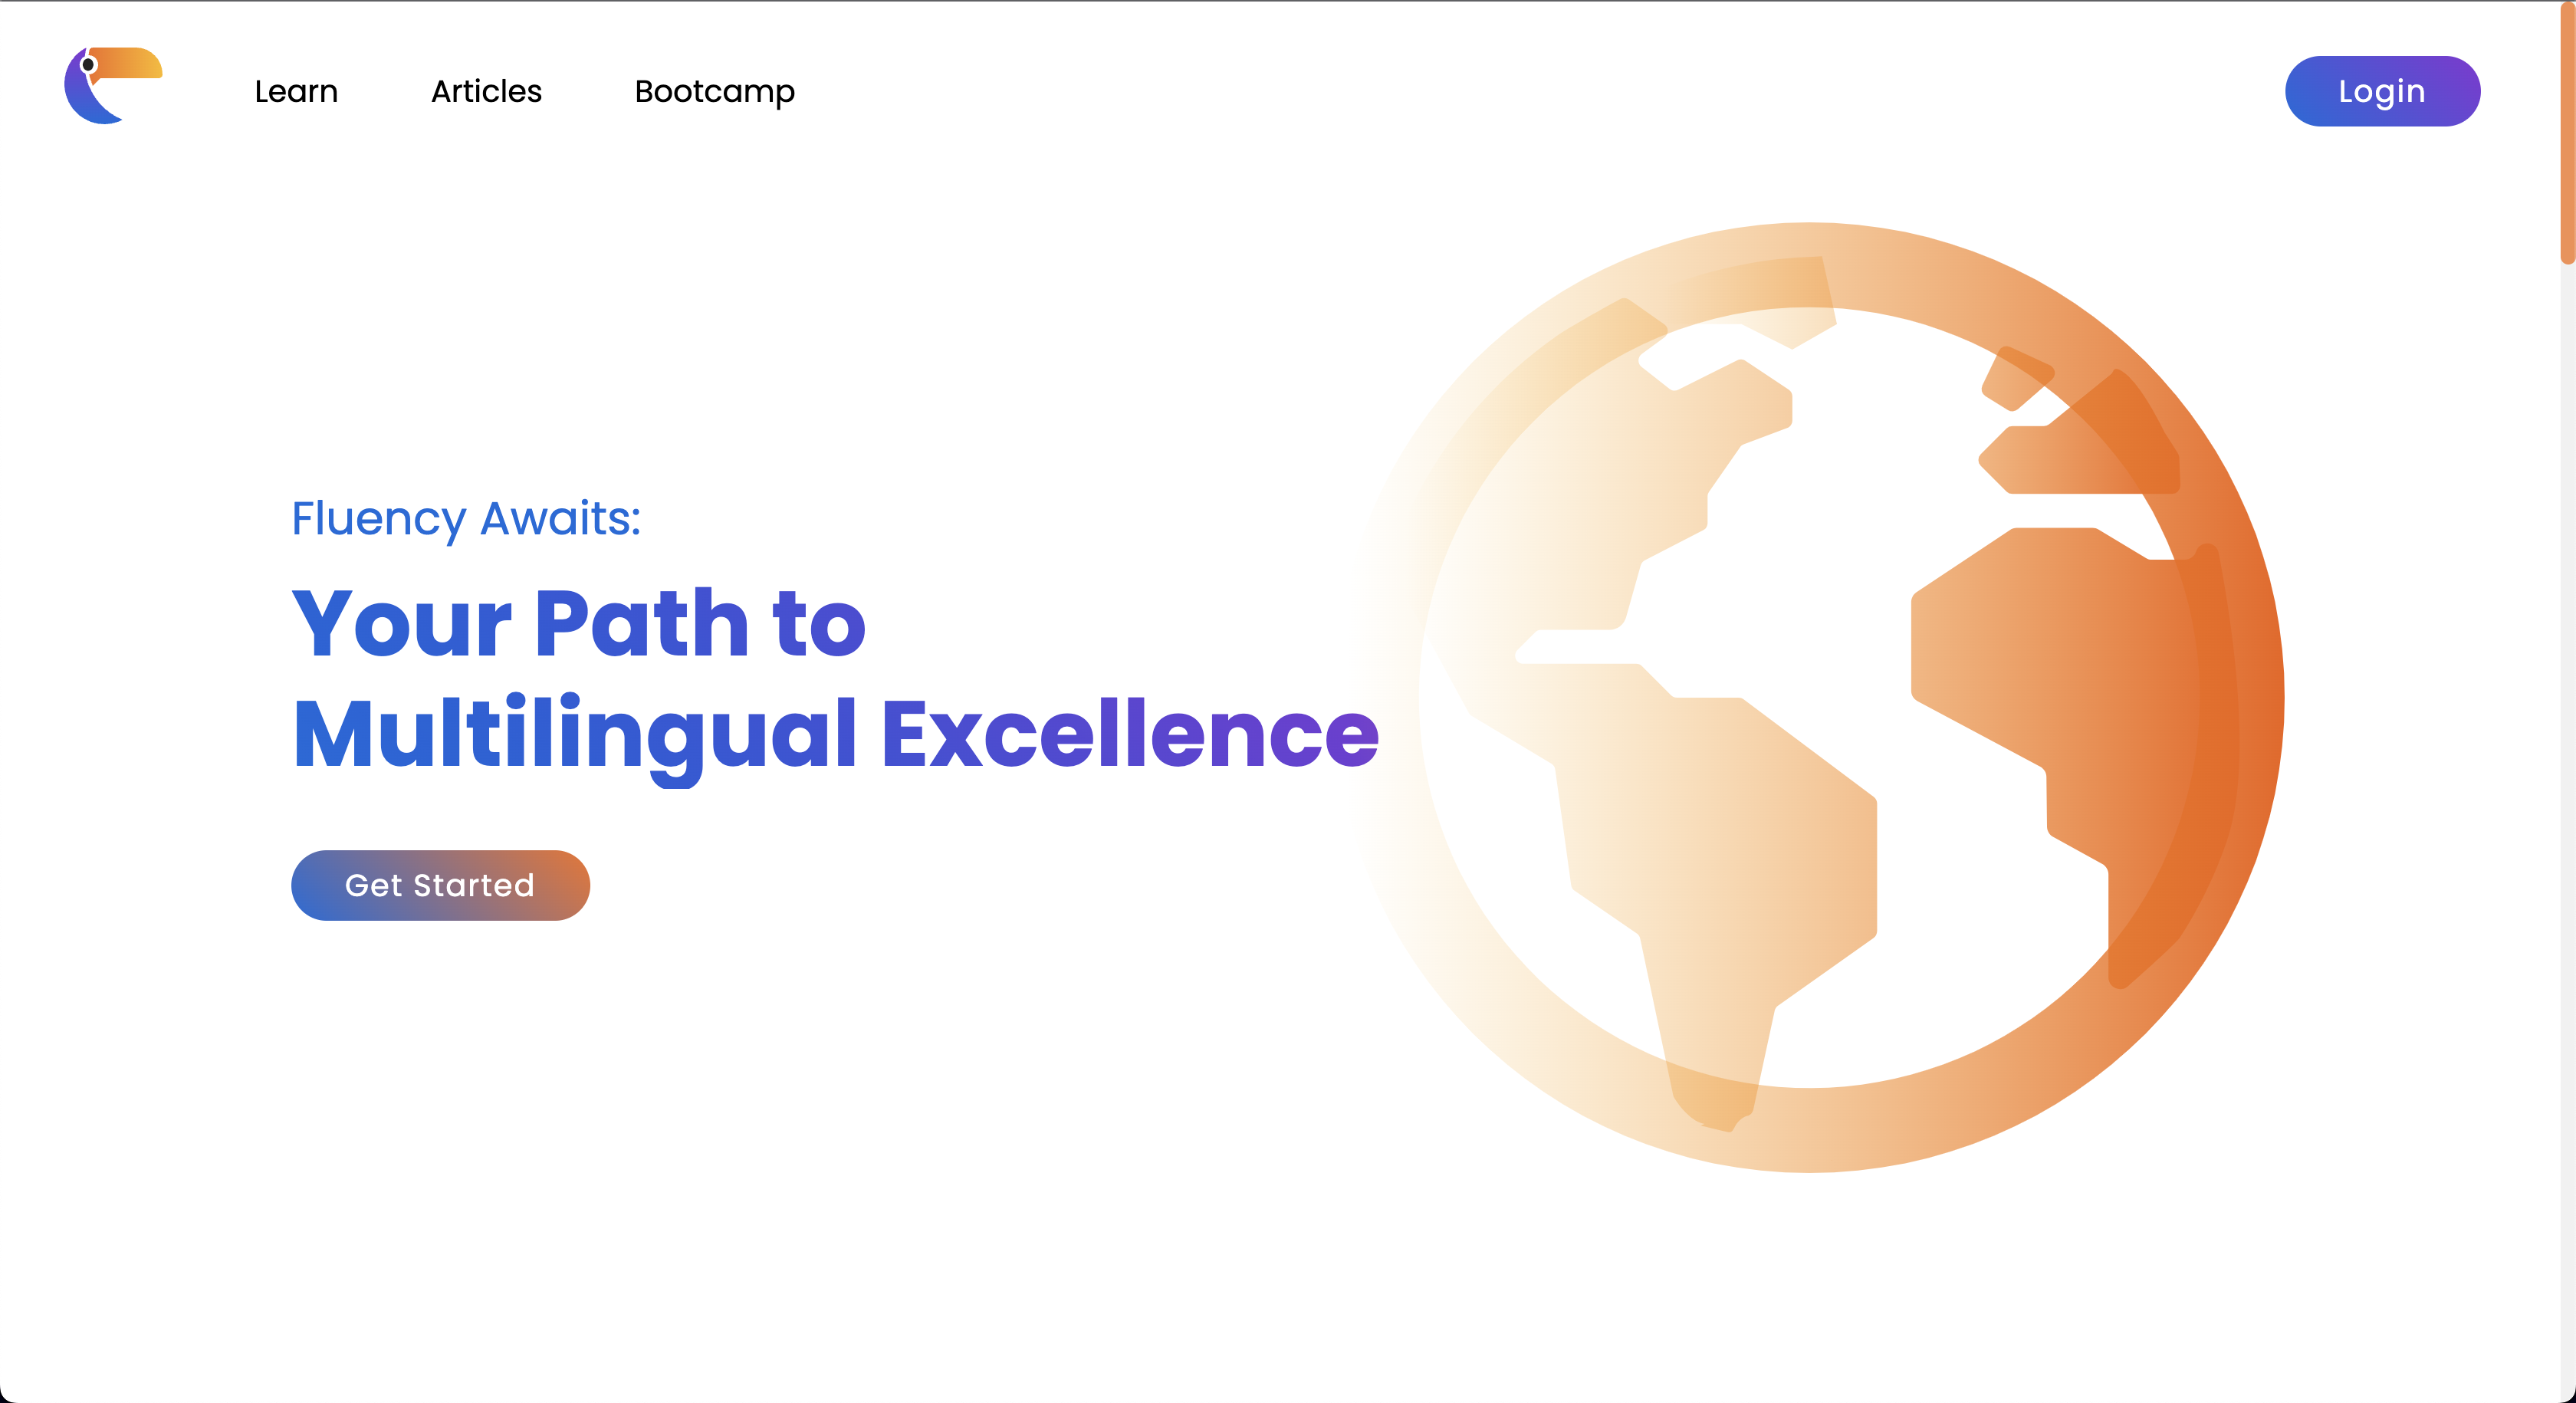 Learn
Articles
Bootcamp
Login
Fluency Awaits:
Your Path to
Multilingual Excellence
Get Started